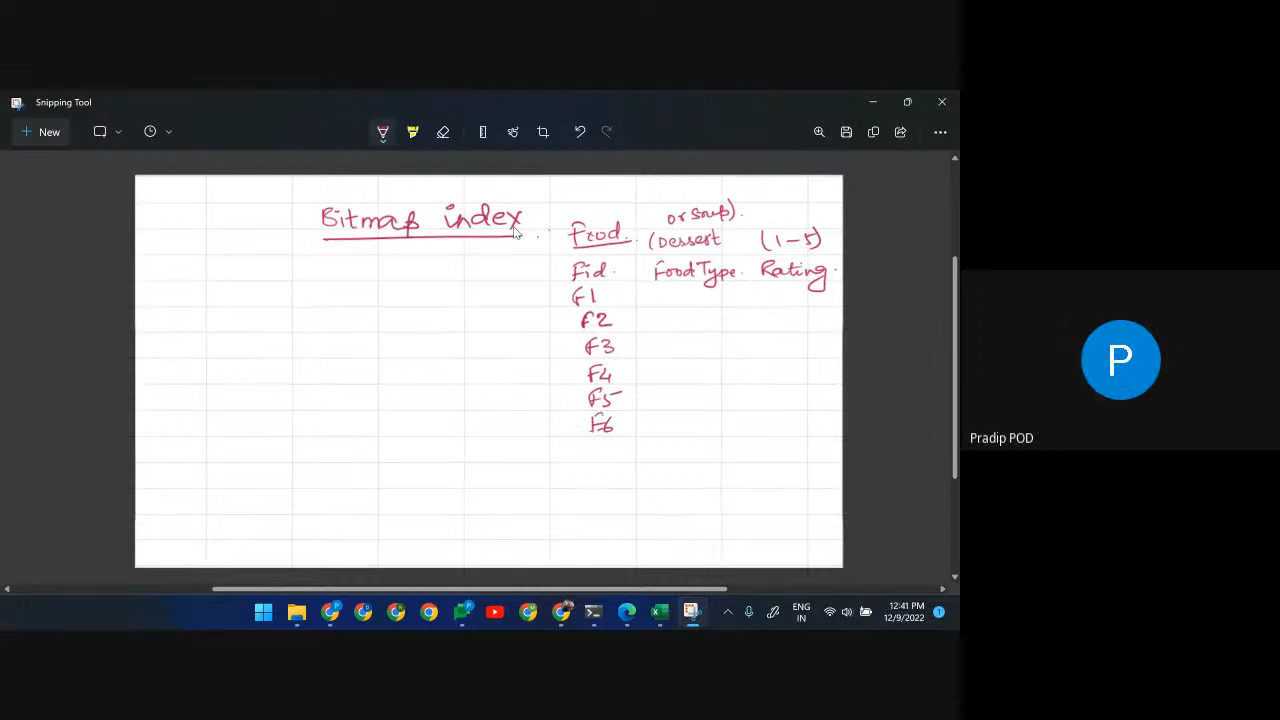 Snipping Tool
New
Bitmap index
Food.
or Soup).
(Dessert
(1-5)
Fid.
FoodType.
Rating.
F1
F2
F3
F4
F5
F6
P
Pradip POD
ENG
IN
12:41 PM
12/9/2022
1